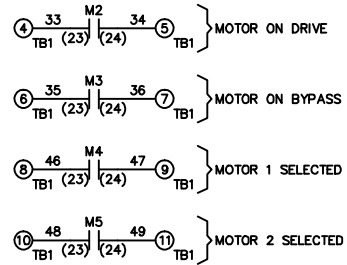 M2
4 33 34 5 MOTOR ON DRIVE
TB1 (23) (24) TB1
M3
6 35 36 7 MOTOR ON BYPASS
TB1 (23) (24) TB1
M4
8 46 47 9 MOTOR 1 SELECTED
TB1 (23) (24) TB1
M5
10 48 49 11 MOTOR 2 SELECTED
TB1 (23) (24) TB1